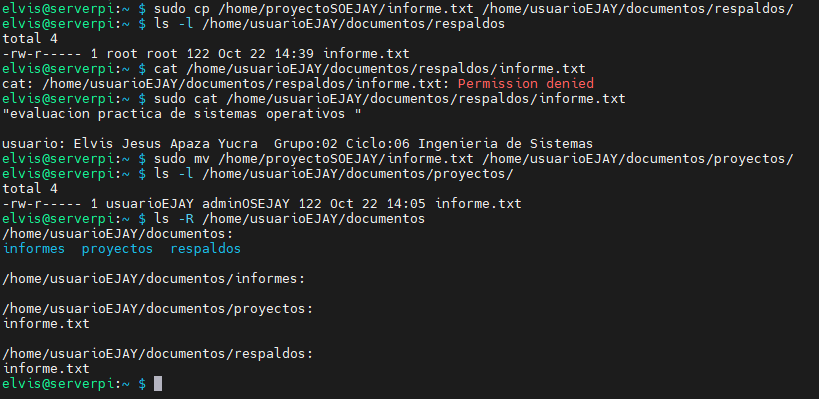 elvis@serverpi:~ $ sudo cp /home/proyectoSOEJAY/informe.txt /home/usuarioEJAY/documentos/respaldos/
elvis@serverpi:~ $ ls -l /home/usuarioEJAY/documentos/respaldos
total 4
-rw-r----- 1 root root 122 Oct 22 14:39 informe.txt
elvis@serverpi:~ $ cat /home/usuarioEJAY/documentos/respaldos/informe.txt
cat: /home/usuarioEJAY/documentos/respaldos/informe.txt: Permission denied
elvis@serverpi:~ $ sudo cat /home/usuarioEJAY/documentos/respaldos/informe.txt
"evaluacion practica de sistemas operativos "
usuario: Elvis Jesus Apaza Yucra  Grupo:02 Ciclo:06 Ingenieria de Sistemas
elvis@serverpi:~ $ sudo mv /home/proyectoSOEJAY/informe.txt /home/usuarioEJAY/documentos/proyectos/
elvis@serverpi:~ $ ls -l /home/usuarioEJAY/documentos/proyectos/
total 4
-rw-r----- 1 usuarioEJAY adminOSEJAY 122 Oct 22 14:05 informe.txt
elvis@serverpi:~ $ ls -R /home/usuarioEJAY/documentos
/home/usuarioEJAY/documentos:
informes  proyectos  respaldos
/home/usuarioEJAY/documentos/informes:
/home/usuarioEJAY/documentos/proyectos:
informe.txt
/home/usuarioEJAY/documentos/respaldos:
informe.txt
elvis@serverpi:~ $